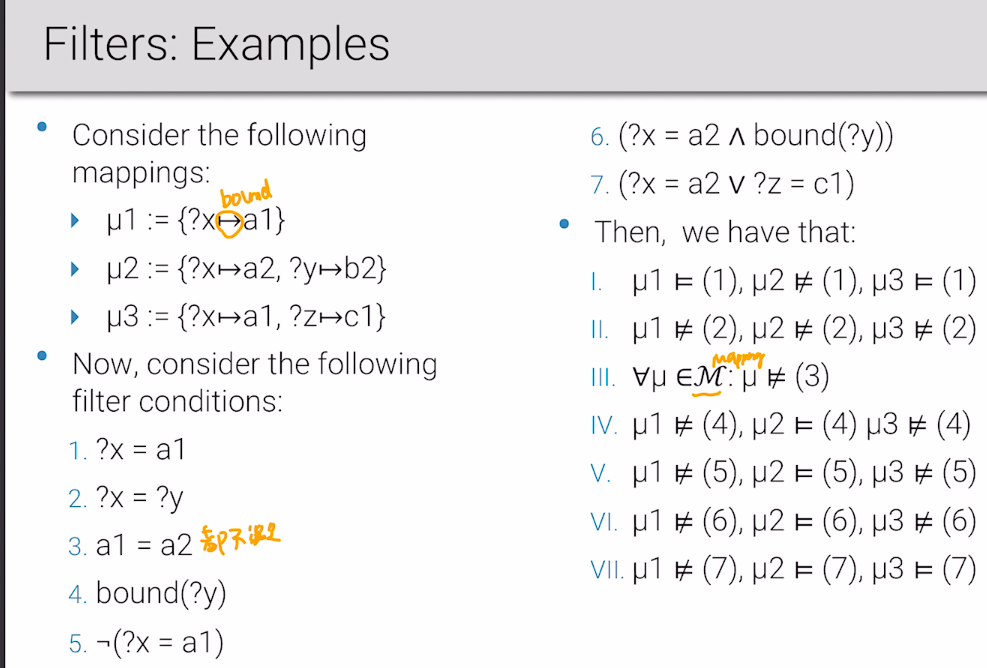 Filters: Examples
• Consider the following
mappings:
bound
▸ μ1 := {?x↦a1}
▸ μ2 := {?x↦a2, ?y↦b2}
▸ μ3 := {?x↦a1, ?z↦c1}
• Now, consider the following
filter conditions:
1. ?x = a1
2. ?x = ?y
3. a1 = a2 都不
4. bound(?y)
5. ¬(?x = a1)
6. (?x = a2 ∧ bound(?y))
7. (?x = a2 ∨ ?z = c1)
• Then, we have that:
I. μ1 ⊨ (1), μ2 ⊭ (1), μ3 ⊨ (1)
II. μ1 ⊭ (2), μ2 ⊭ (2), μ3 ⊭ (2)
mapping
III. ∀μ ∈ℳ: μ ⊭ (3)
IV. μ1 ⊭ (4), μ2 ⊨ (4) μ3 ⊭ (4)
V. μ1 ⊭ (5), μ2 ⊨ (5), μ3 ⊭ (5)
VI. μ1 ⊭ (6), μ2 ⊨ (6), μ3 ⊭ (6)
VII. μ1 ⊭ (7), μ2 ⊨ (7), μ3 ⊨ (7)